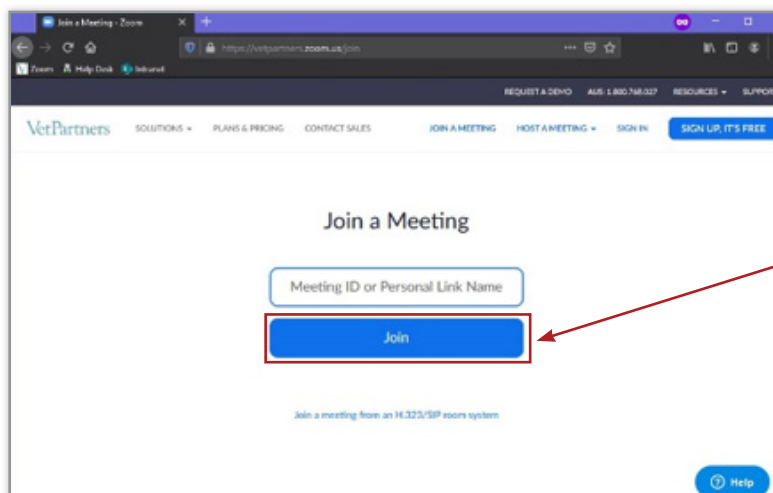 Join a Meeting - Zoom
https://vetpartners.zoom.us/join
Zoom Help Desk Intranet
REQUEST A DEMO AUS: 1.800.768.027 RESOURCES SUPPOR
VetPartners SOLUTIONS PLANS & PRICING CONTACT SALES JOIN A MEETING HOST A MEETING SIGN IN SIGN UP, IT'S FREE
Join a Meeting
Meeting ID or Personal Link Name
Join
Join a meeting from an H.323/SIP room system
Help